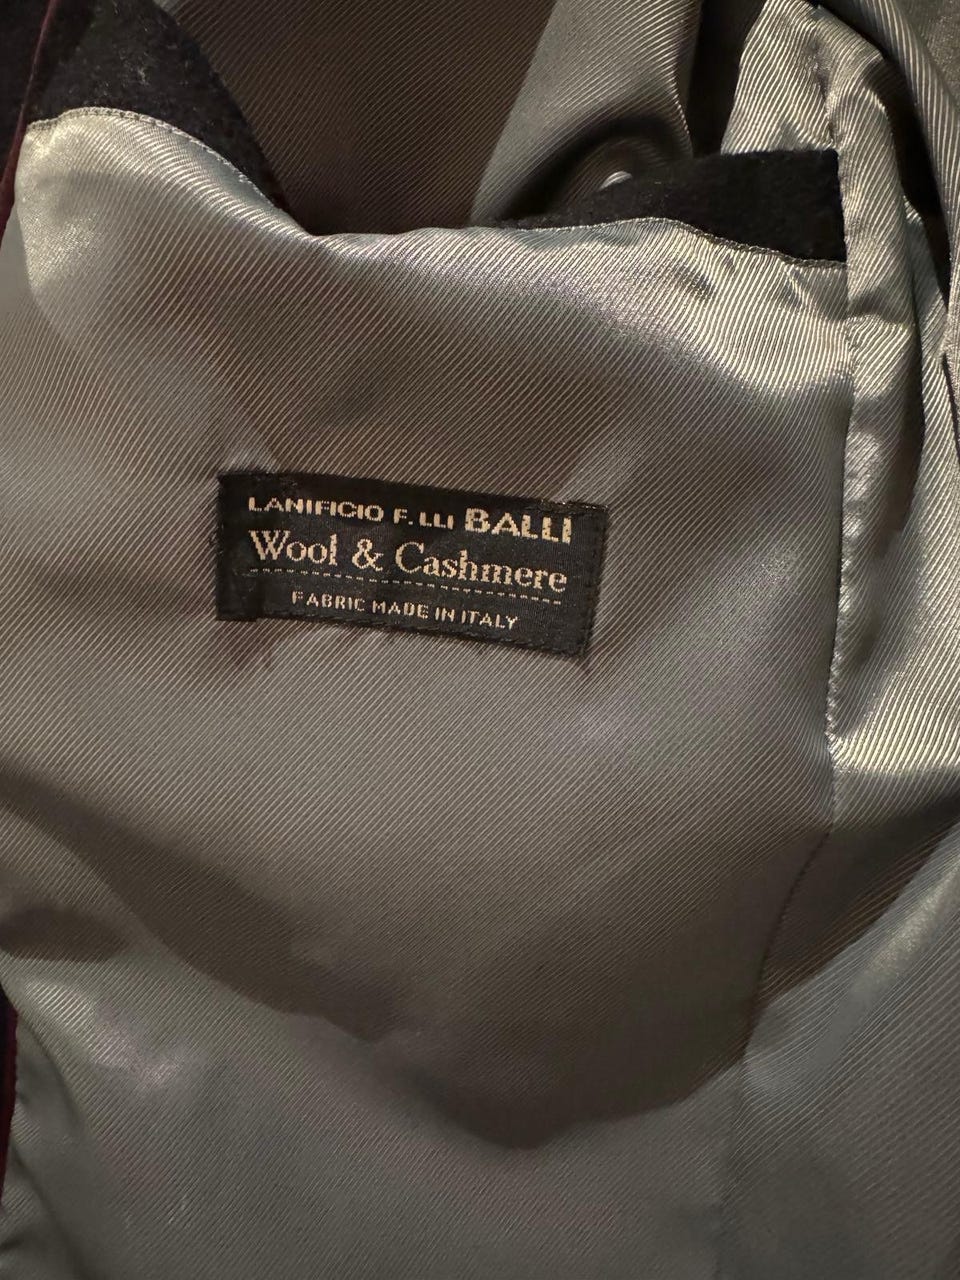 LANIFICIO F.LLI BALLI
Wool & Cashmere
FABRIC MADE IN ITALY